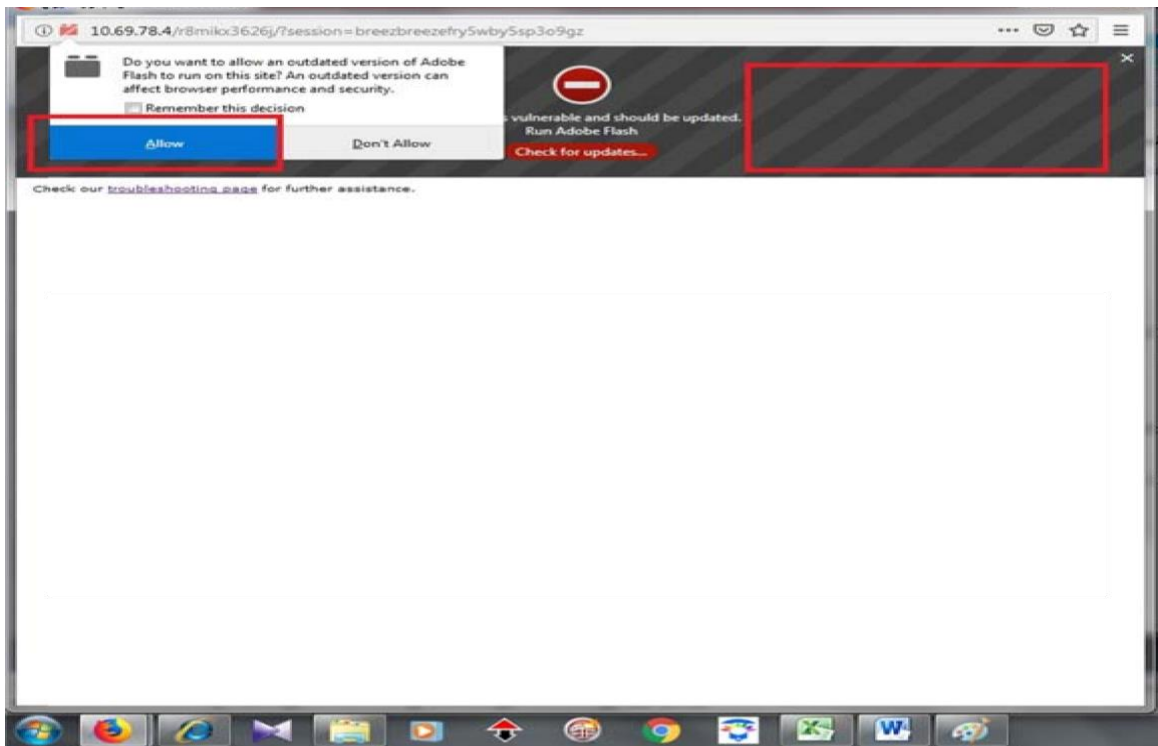 10.69.78.4/r8mikx3626j/?session=breezbreezefry5wby5sp3o9gz
Do you want to allow an outdated version of Adobe
Flash to run on this site? An outdated version can
affect browser performance and security.
Remember this decision
Allow
Don't Allow
vulnerable and should be updated.
Run Adobe Flash
Check for updates...
Check our troubleshooting page for further assistance.